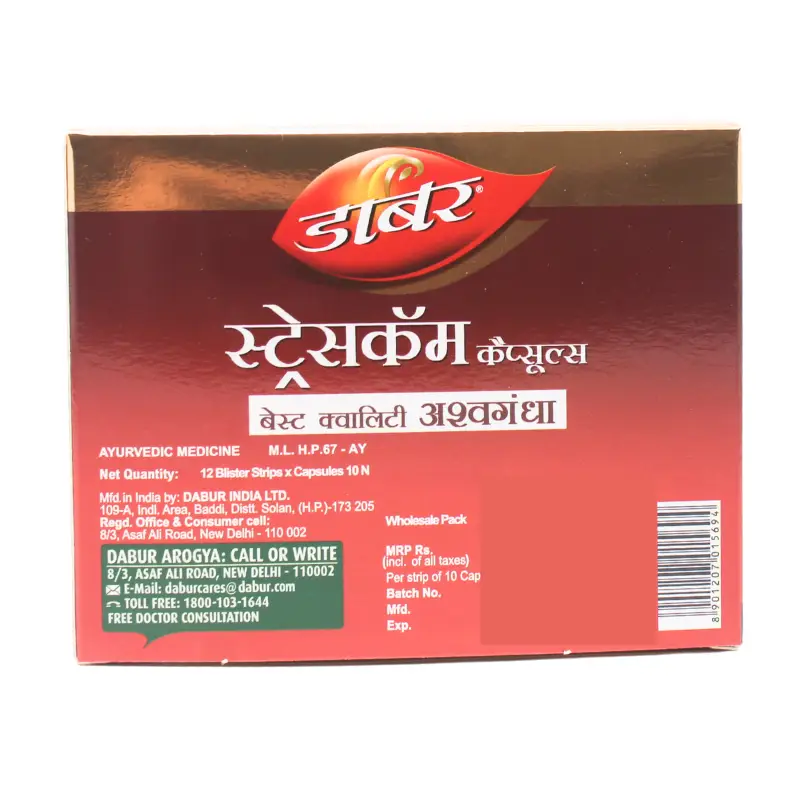 डाबर®
स्ट्रेसकॅम कैप्सूल्स
बेस्ट क्वालिटी अश्वगंधा
AYURVEDIC MEDICINE M.L. H.P.67 - AY
Net Quantity: 12 Blister Strips x Capsules 10 N
Mfd.in India by: DABUR INDIA LTD.
109-A, Indl. Area, Baddi, Distt. Solan, (H.P.)-173 205
Regd. Office & Consumer cell:
8/3, Asaf Ali Road, New Delhi - 110 002
DABUR AROGYA: CALL OR WRITE
8/3, ASAF ALI ROAD, NEW DELHI - 110002
E-Mail: daburcares@dabur.com
TOLL FREE: 1800-103-1644
FREE DOCTOR CONSULTATION
Wholesale Pack
MRP Rs.
(incl. of all taxes)
Per strip of 10 Cap
Batch No.
Mfd.
Exp.
8901207015694